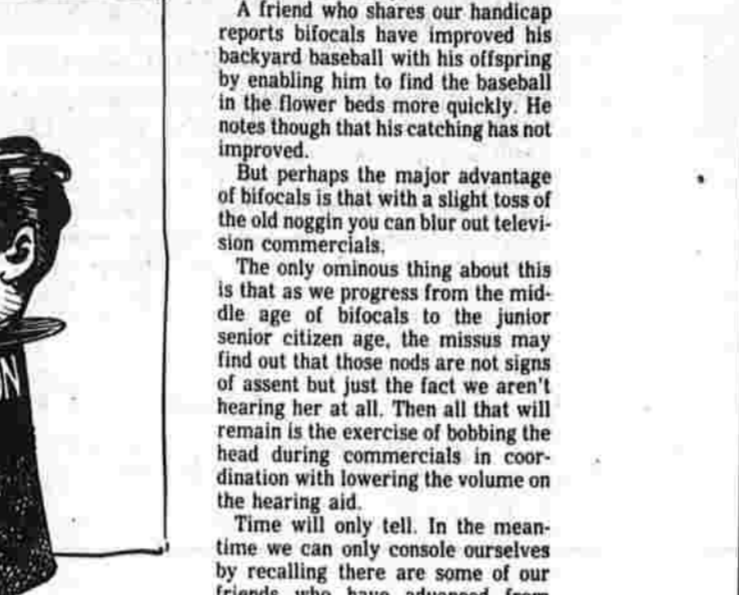 A friend who shares our handicap
reports bifocals have improved his
backyard baseball with his offspring
by enabling him to find the baseball
in the flower beds more quickly. He
notes though that his catching has not
improved.
But perhaps the major advantage
of bifocals is that with a slight toss of
the old noggin you can blur out televi-
sion commercials.
The only ominous thing about this
is that as we progress from the mid-
dle age of bifocals to the junior
senior citizen age, the missus may
find out that those nods are not signs
of assent but just the fact we aren't
hearing her at all. Then all that will
remain is the exercise of bobbing the
head during commercials in coor-
dination with lowering the volume on
the hearing aid.
Time will only tell. In the mean-
time we can only console ourselves
by recalling there are some of our
friends who have advanced from